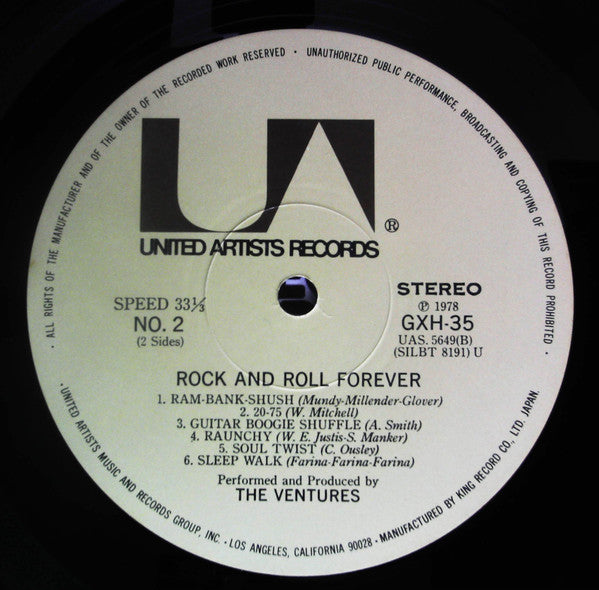 · ALL RIGHTS OF THE MANUFACTURER AND OF THE OWNER OF THE RECORDED WORK RESERVED · UNAUTHORIZED PUBLIC PERFORMANCE, BROADCASTING AND COPYING OF THIS RECORD PROHIBITED ·
UA®
UNITED ARTISTS RECORDS
SPEED 33⅓
NO. 2
(2 Sides)
STEREO
Ⓟ 1978
GXH-35
UAS. 5649(B)
(SILBT 8191) U
ROCK AND ROLL FOREVER
1. RAM-BANK-SHUSH (Mundy-Millender-Glover)
2. 20-75 (W. Mitchell)
3. GUITAR BOOGIE SHUFFLE (A. Smith)
4. RAUNCHY (W. E. Justis-S. Manker)
5. SOUL TWIST (C. Ousley)
6. SLEEP WALK (Farina-Farina-Farina)
Performed and Produced by
THE VENTURES
· UNITED ARTISTS MUSIC AND RECORDS GROUP, INC. · LOS ANGELES, CALIFORNIA 90028 · MANUFACTURED BY KING RECORD CO., LTD. JAPAN.